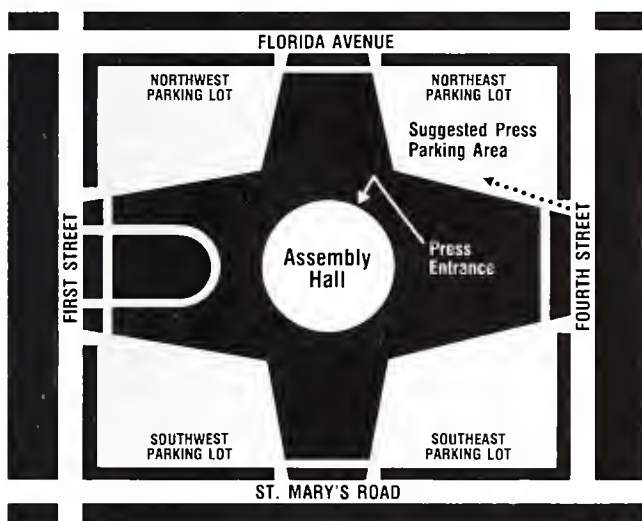 FLORIDA AVENUE
NORTHWEST
PARKING LOT
NORTHEAST
PARKING LOT
Suggested Press
Parking Area
FIRST STREET
Assembly
Hall
Press
Entrance
FOURTH STREET
SOUTHWEST
PARKING LOT
SOUTHEAST
PARKING LOT
ST. MARY'S ROAD